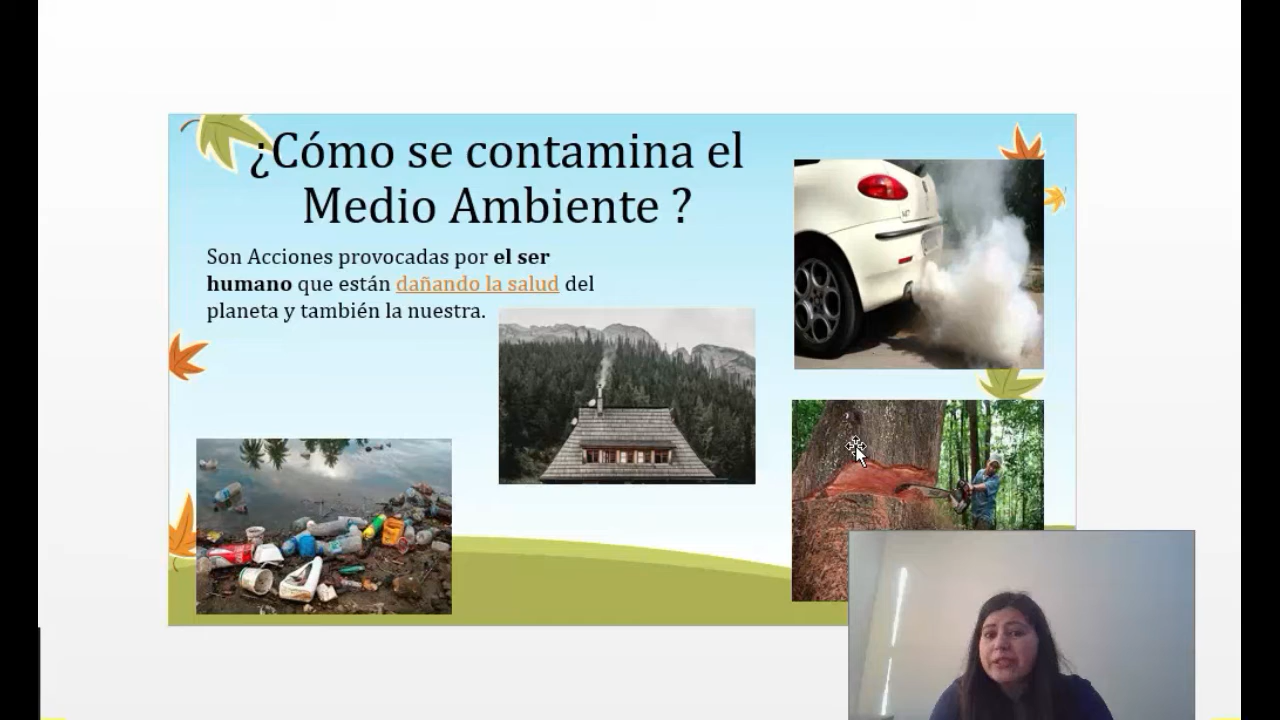 ¿Cómo se contamina el
Medio Ambiente ?
Son Acciones provocadas por el ser
humano que están dañando la salud del
planeta y también la nuestra.